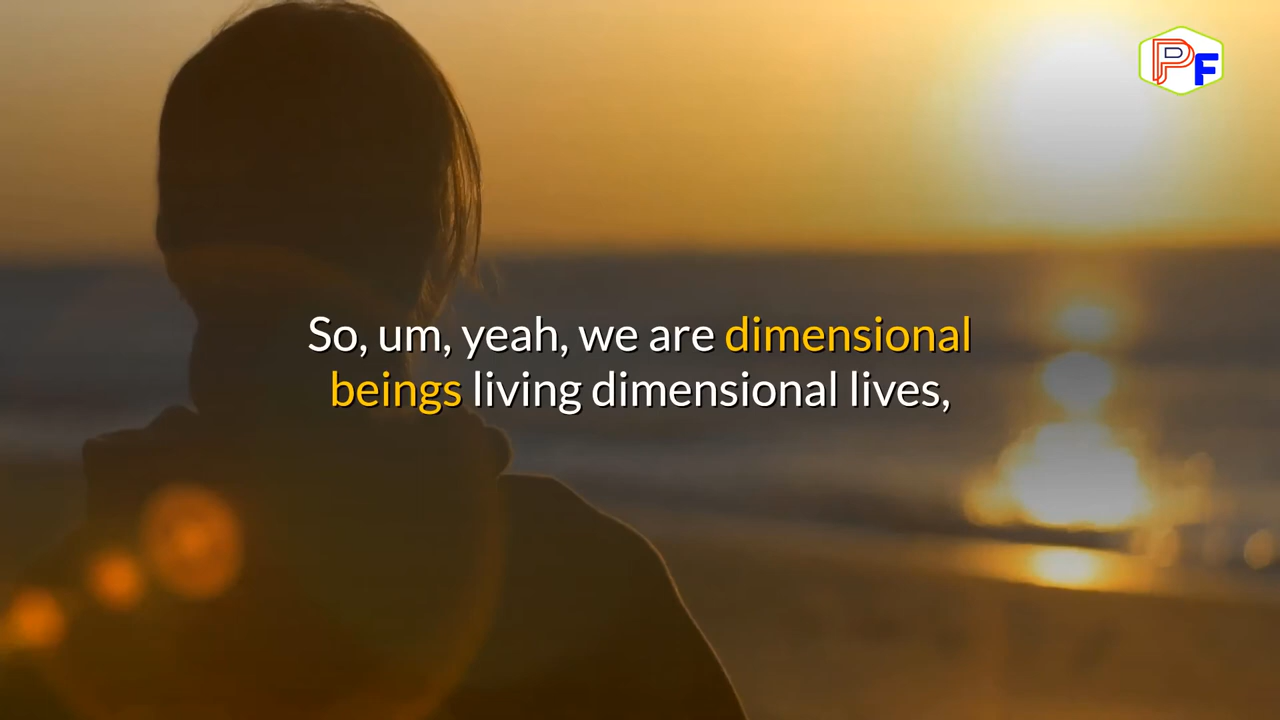 PF
So, um, yeah, we are dimensional
beings living dimensional lives,